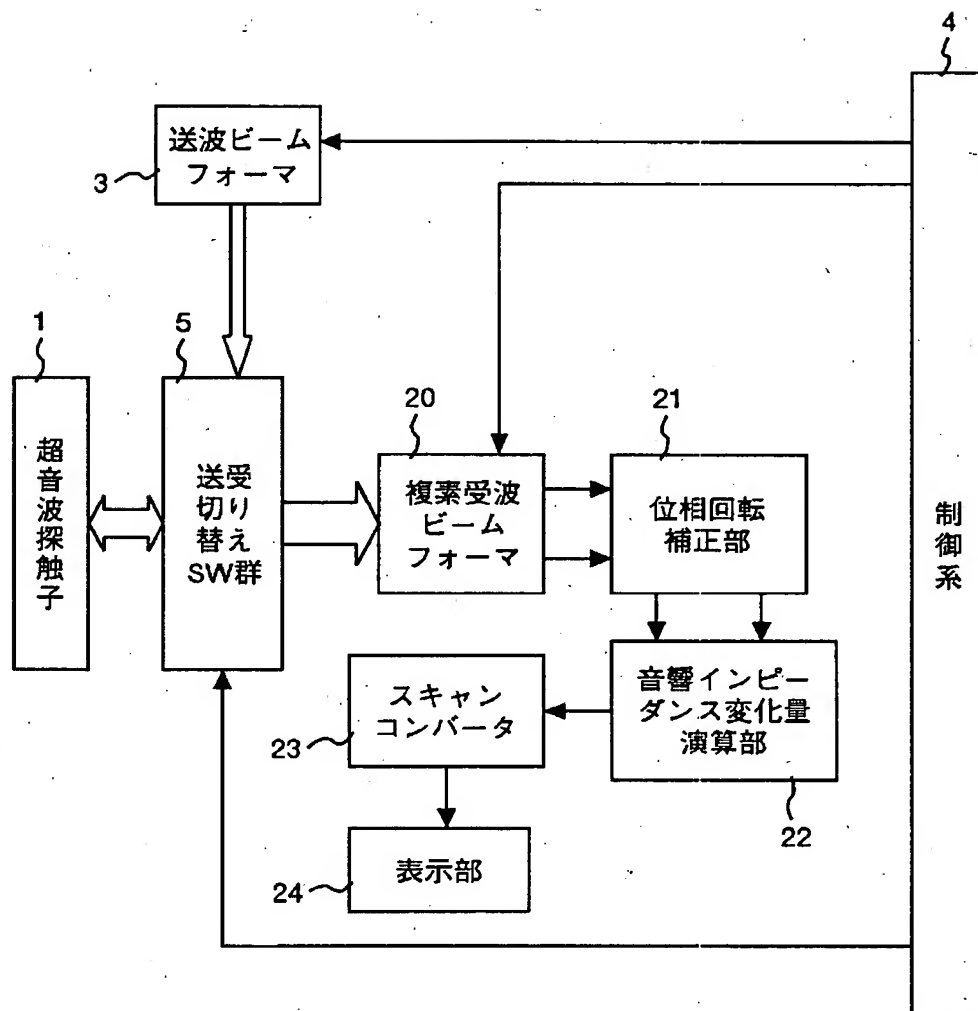 4
送波ビーム
フォーマ
3
1
5
20
21
超音波探触子
送受
切り
替え
SW群
複素受波
ビーム
フォーマ
位相回転
補正部
制御系
スキャン
コンバータ
23
音響インピー
ダンス変化量
演算部
22
表示部
24